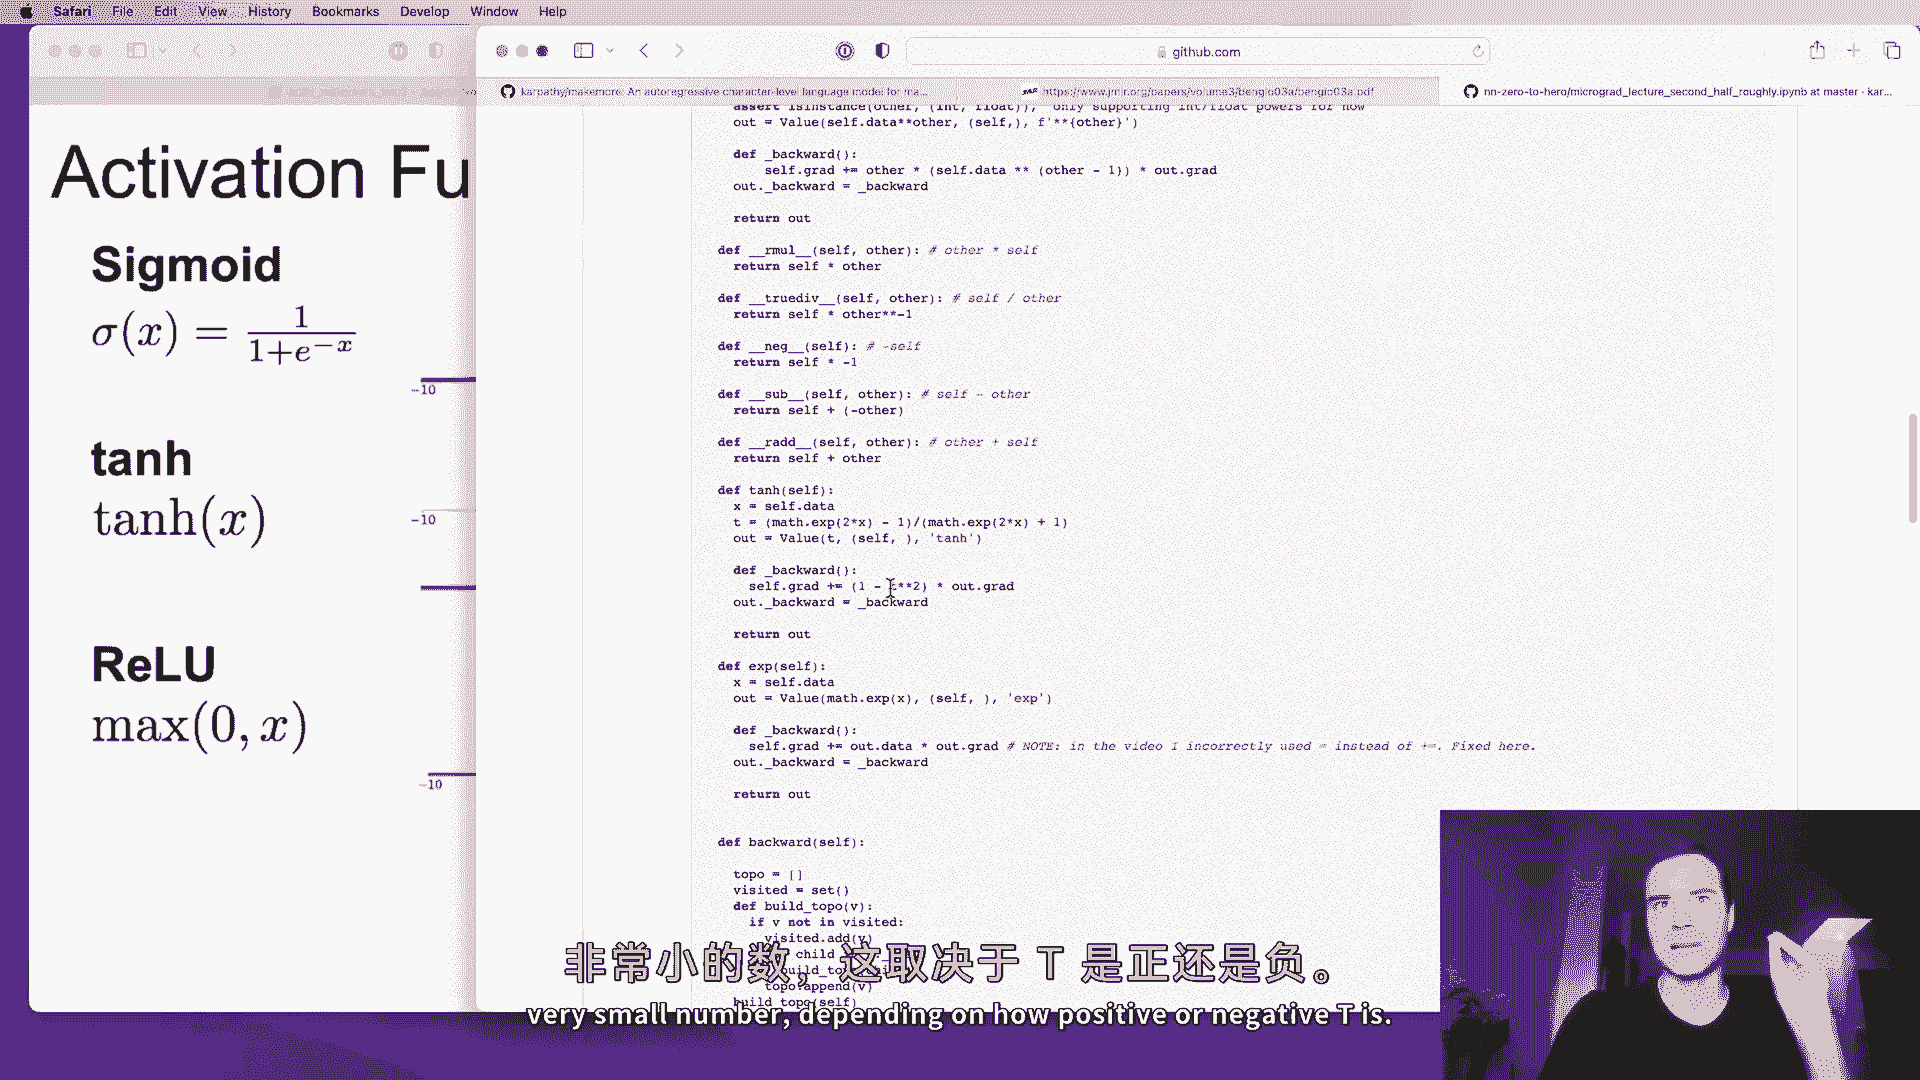 Safari File Edit View History Bookmarks Develop Window Help
github.com
karpathy/makemore: An autoregressive character-level language model for ma...
https://www.jmlr.org/papers/volume3/bengio03a/bengio03a.pdf
nn-zero-to-hero/micrograd_lecture_second_half_roughly.ipynb at master · kar...
Activation Fu
Sigmoid
σ(x) = 1 / 1+e^−x
-10
tanh
tanh(x)
-10
ReLU
max(0, x)
-10
assert isinstance(other, (int, float)), "only supporting int/float powers for now"
out = Value(self.data**other, (self,), f'**{other}')
def _backward():
self.grad += other * (self.data ** (other - 1)) * out.grad
out._backward = _backward
return out
def __rmul__(self, other): # other * self
return self * other
def __truediv__(self, other): # self / other
return self * other**-1
def __neg__(self): # -self
return self * -1
def __sub__(self, other): # self - other
return self + (-other)
def __radd__(self, other): # other + self
return self + other
def tanh(self):
x = self.data
t = (math.exp(2*x) - 1)/(math.exp(2*x) + 1)
out = Value(t, (self, ), 'tanh')
def _backward():
self.grad += (1 - t**2) * out.grad
out._backward = _backward
return out
def exp(self):
x = self.data
out = Value(math.exp(x), (self, ), 'exp')
def _backward():
self.grad += out.data * out.grad # NOTE: in the video I incorrectly used = instead of +=. Fixed here.
out._backward = _backward
return out
def backward(self):
topo = []
visited = set()
def build_topo(v):
if v not in visited:
visited.add(v)
child
build_topo
topo.append(v)
build_topo(self)
非常小的数，这取决于 T 是正还是负。
very small number, depending on how positive or negative T is.